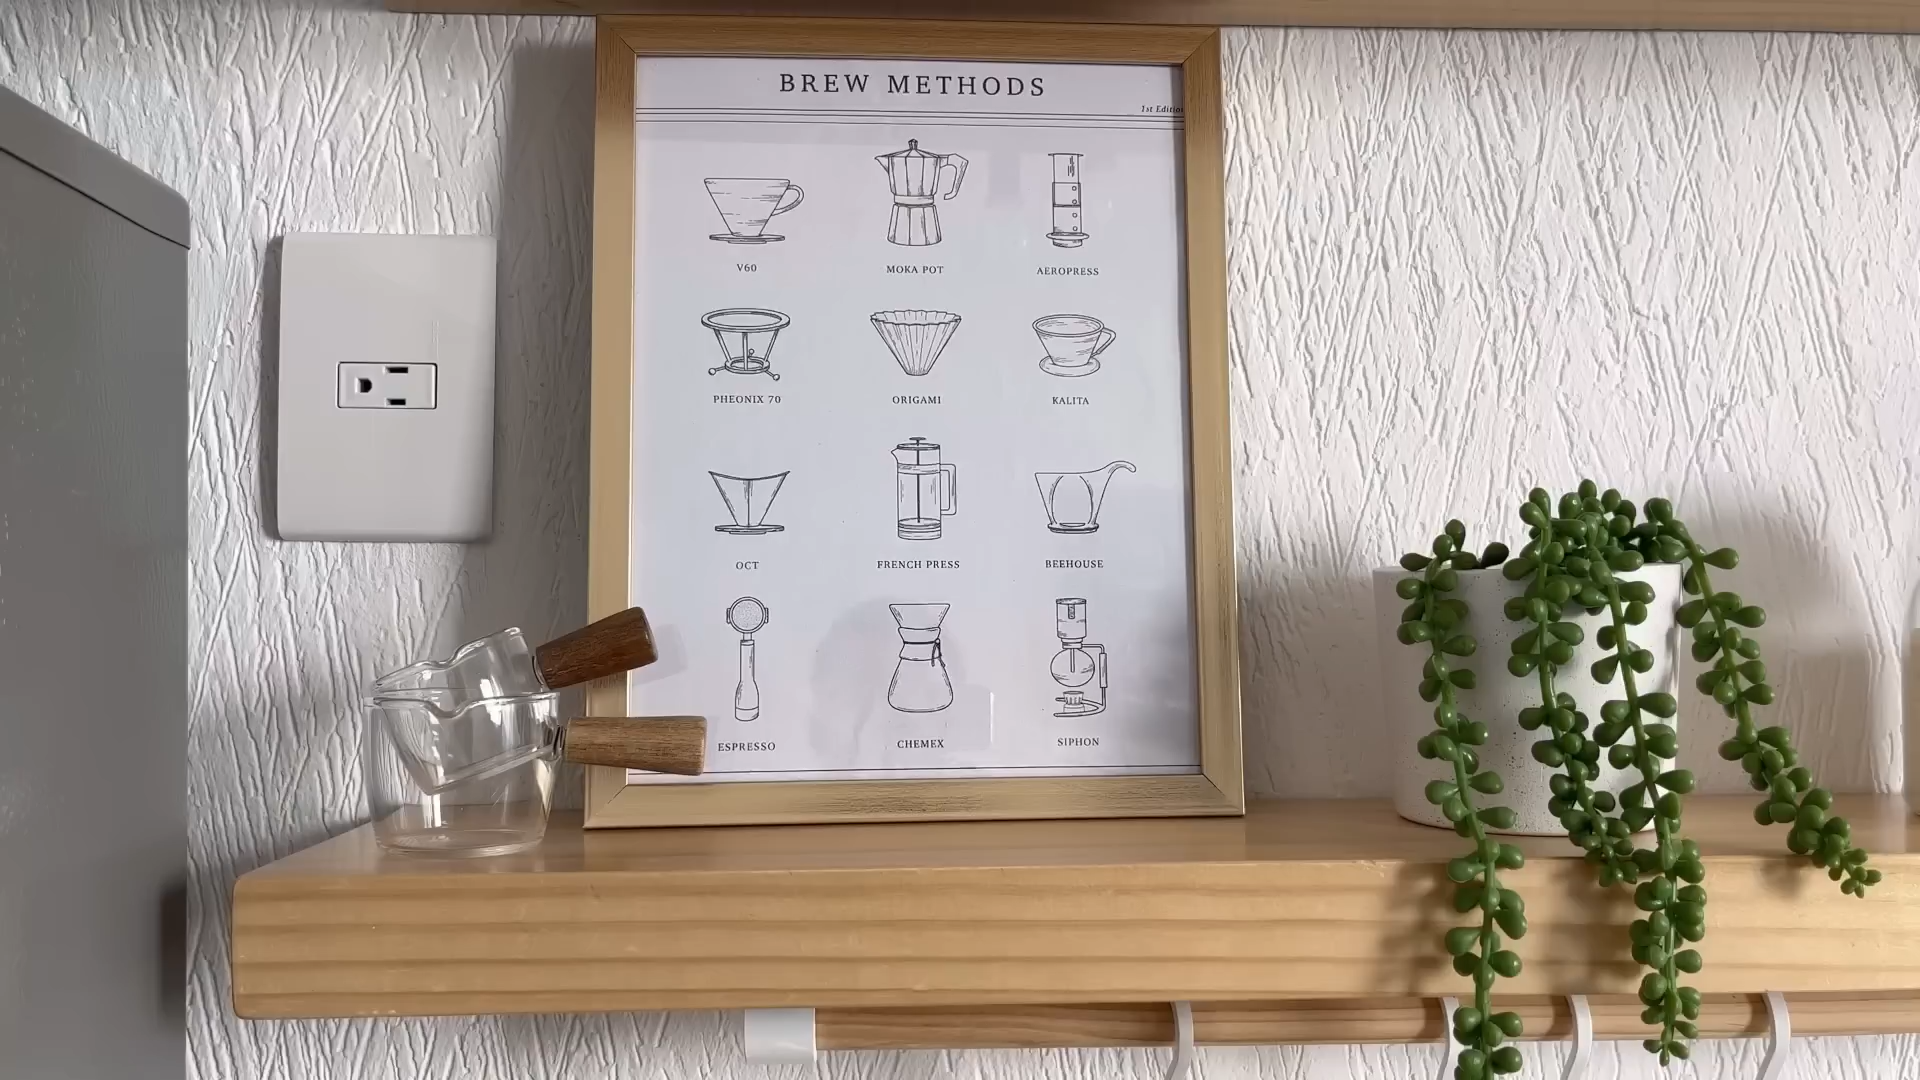 BREW METHODS
1st Edition
V60 MOKA POT AEROPRESS
PHEONIX 70 ORIGAMI KALITA
OCT FRENCH PRESS BEEHOUSE
ESPRESSO CHEMEX SIPHON